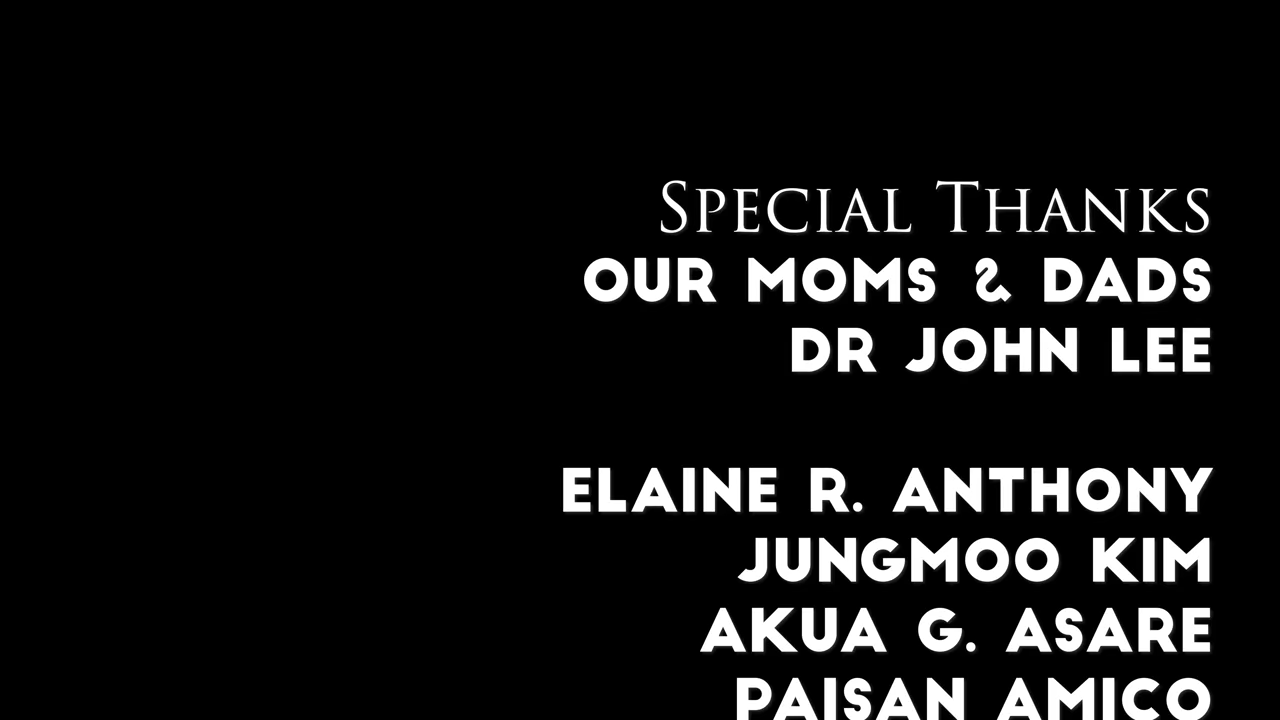 Special Thanks
OUR MOMS & DADS
DR JOHN LEE
ELAINE R. ANTHONY
JUNGMOO KIM
AKUA G. ASARE
PAISAN AMICO